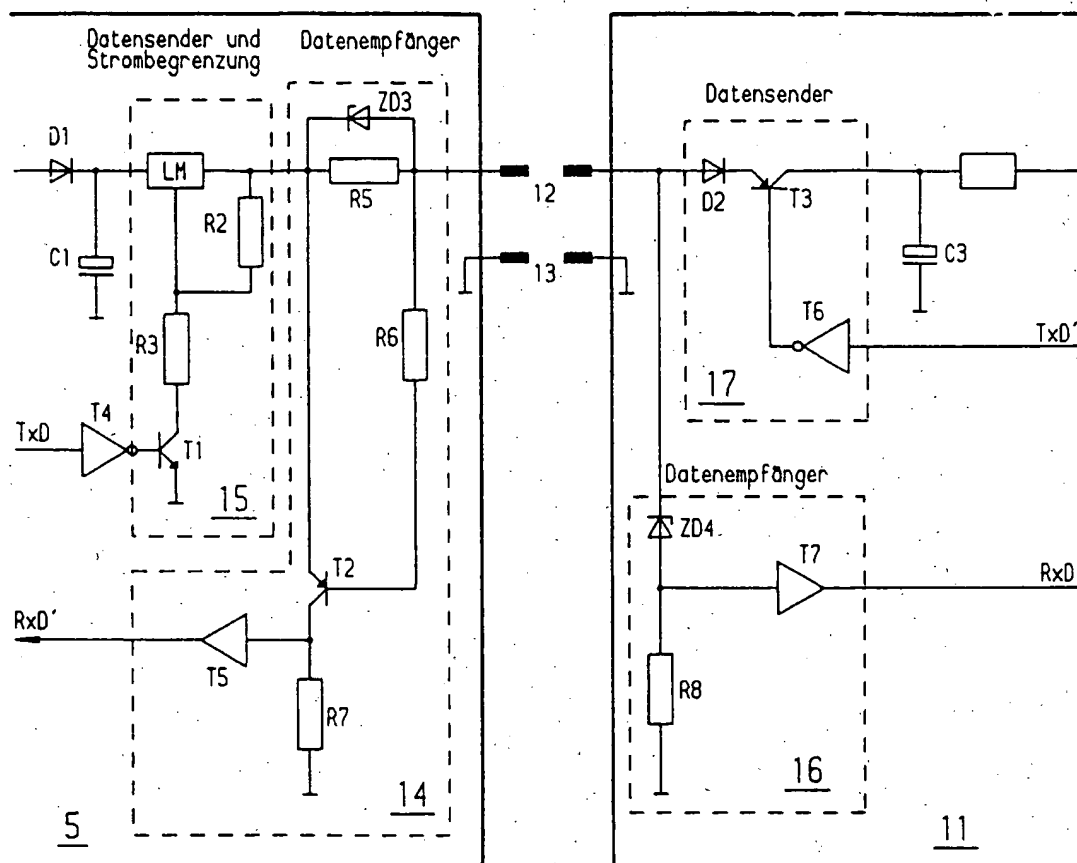 Datensender und
Strombegrenzung
Datenempfänger
ZD3
D1
LM
R5
R2
C1
R3
R6
T4
TxD
T1
15
T2
RxD´
T5
R7
14
5
12
13
Datensender
D2
T3
C3
T6
TxD´
17
Datenempfänger
ZD4
T7
RxD
R8
16
11